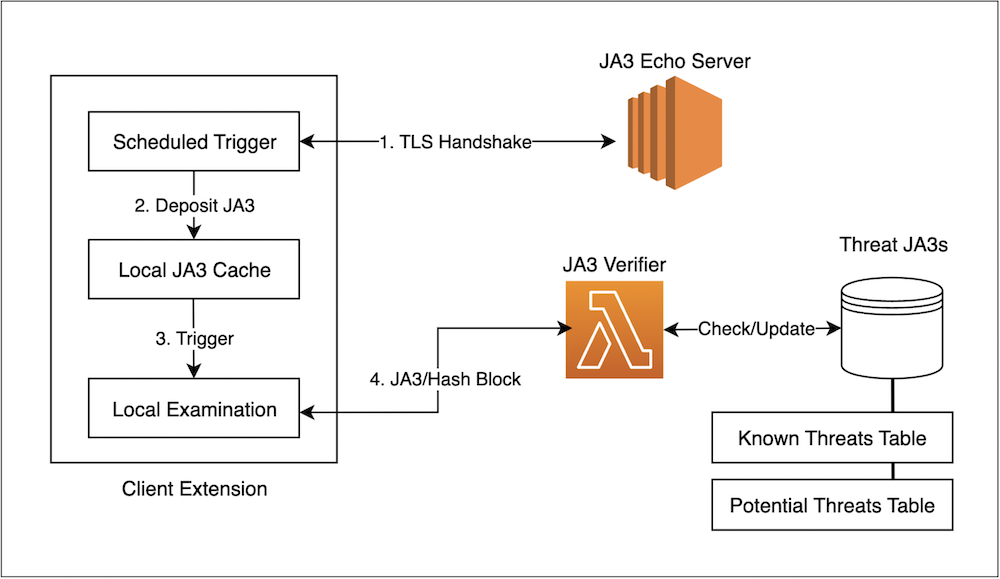 JA3 Echo Server
Scheduled Trigger
1. TLS Handshake
2. Deposit JA3
Local JA3 Cache
3. Trigger
Local Examination
Client Extension
4. JA3/Hash Block
JA3 Verifier
Check/Update
Threat JA3s
Known Threats Table
Potential Threats Table